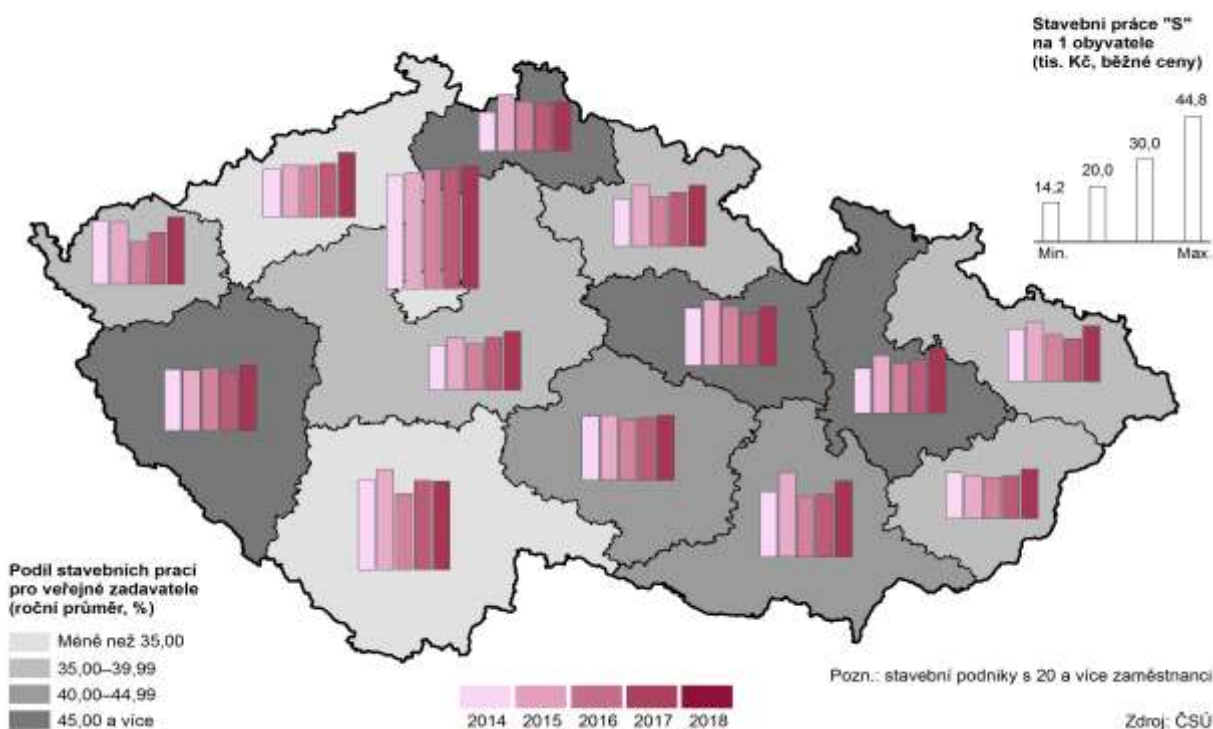 Stavební práce "S"
na 1 obyvatele
(tis. Kč, běžné ceny)
44,8
30,0
20,0
14,2
Min.
Max.
Podíl stavebních prací
pro veřejné zadavatele
(roční průměr, %)
Méně než 35,00
35,00–39,99
40,00–44,99
45,00 a více
2014 2015 2016 2017 2018
Pozn.: stavební podniky s 20 a více zaměstnanci
Zdroj: ČSÚ